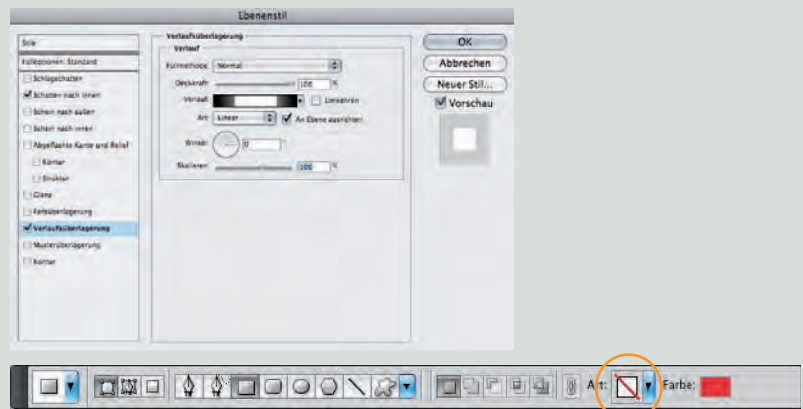 Ebenenstil
Stile
Fülloptionen: Standard
Schlagschatten
Schatten nach innen
Schein nach außen
Schein nach innen
Abgeflachte Kante und Relief
Kontur
Struktur
Glanz
Farbüberlagerung
Verlaufsüberlagerung
Musterüberlagerung
Kontur
Verlaufsüberlagerung
Verlauf
Füllmethode: Normal
Deckkraft: 100 %
Verlauf: Umkehren
Art: Linear An Ebene ausrichten
Winkel: 0 °
Skalieren: 100 %
OK
Abbrechen
Neuer Stil...
Vorschau
Art: Farbe: